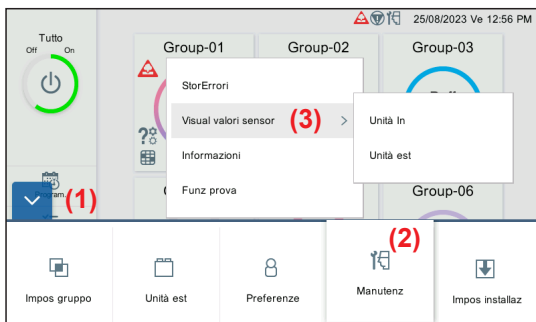 25/08/2023 Ve 12:56 PM
Tutto
Off On
Group-01
Group-02
Group-03
StorErrori
Visual valori sensor (3) >
Unità In
Informazioni
Unità est
Funz prova
Program.
(1)
Group-06
(2)
Impos gruppo
Unità est
Preferenze
Manutenz
Impos installaz